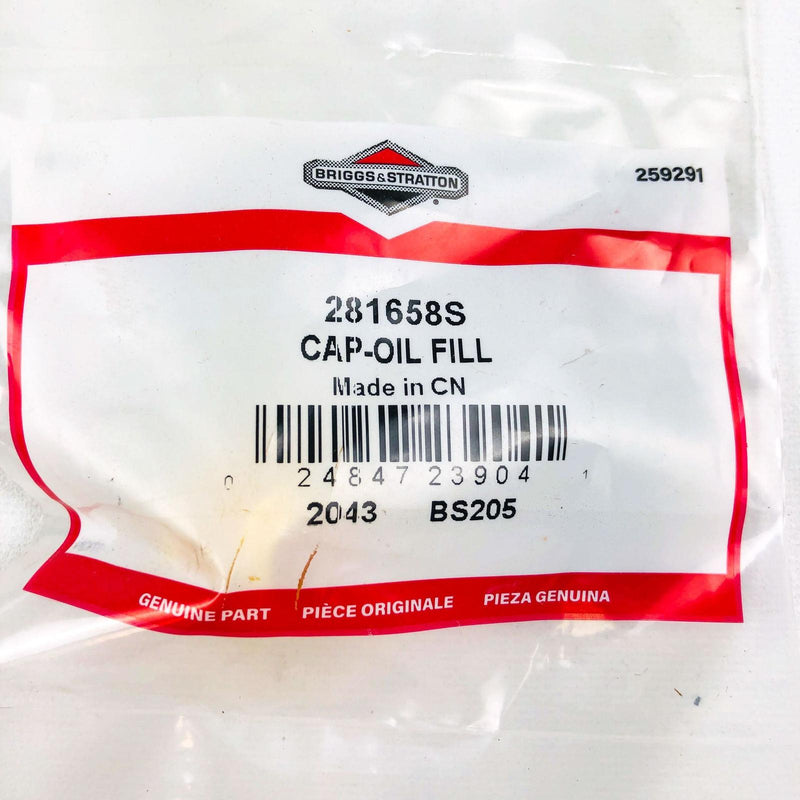 BRIGGS&STRATTON®
259291
281658S
CAP-OIL FILL
Made in CN
0 24847 23904 1
2043 BS205
GENUINE PART PIÈCE ORIGINALE PIEZA GENUINA